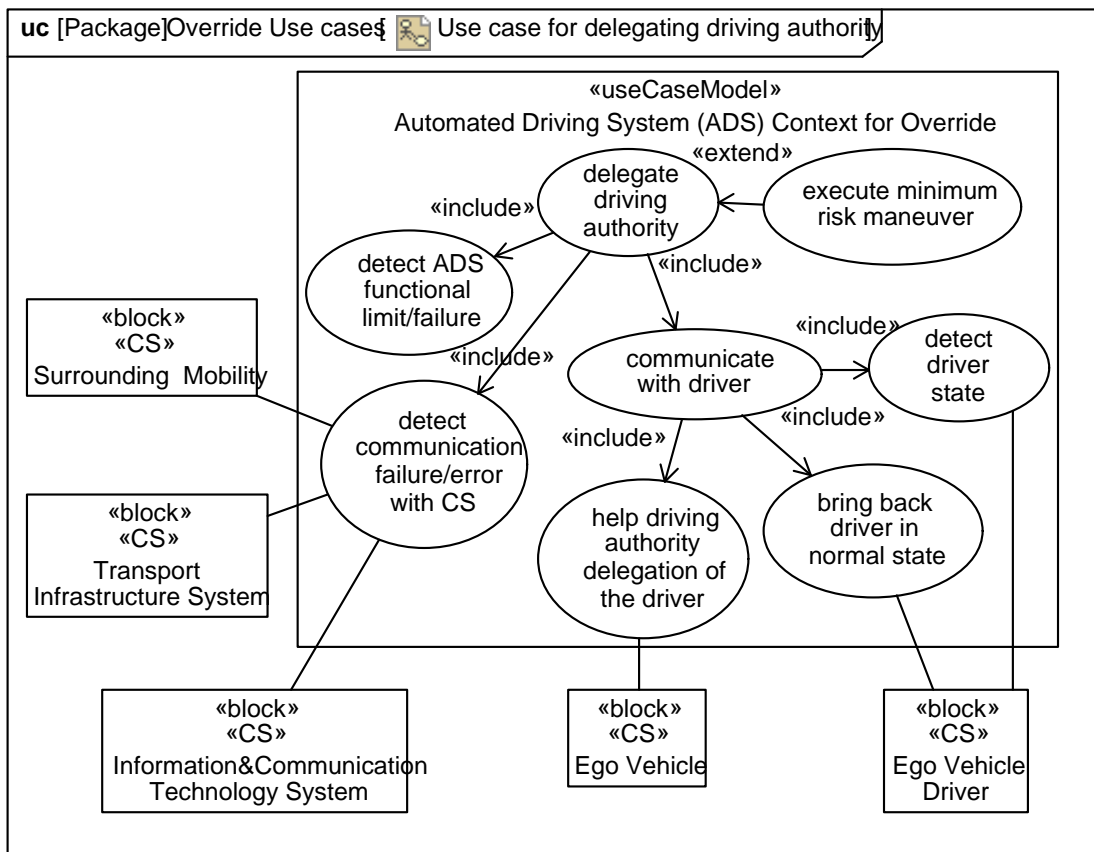 uc [Package]Override Use cases[ Use case for delegating driving authority]
«useCaseModel»
Automated Driving System (ADS) Context for Override
«extend»
delegate
driving
authority
execute minimum
risk maneuver
«include»
«include»
detect ADS
functional
limit/failure
«block»
«CS»
Surrounding Mobility
«include»
communicate
with driver
«include»
detect
driver
state
detect
communication
failure/error
with CS
«include»
«include»
«block»
«CS»
Transport
Infrastructure System
help driving
authority
delegation of
the driver
bring back
driver in
normal state
«block»
«CS»
Information&Communication
Technology System
«block»
«CS»
Ego Vehicle
«block»
«CS»
Ego Vehicle
Driver